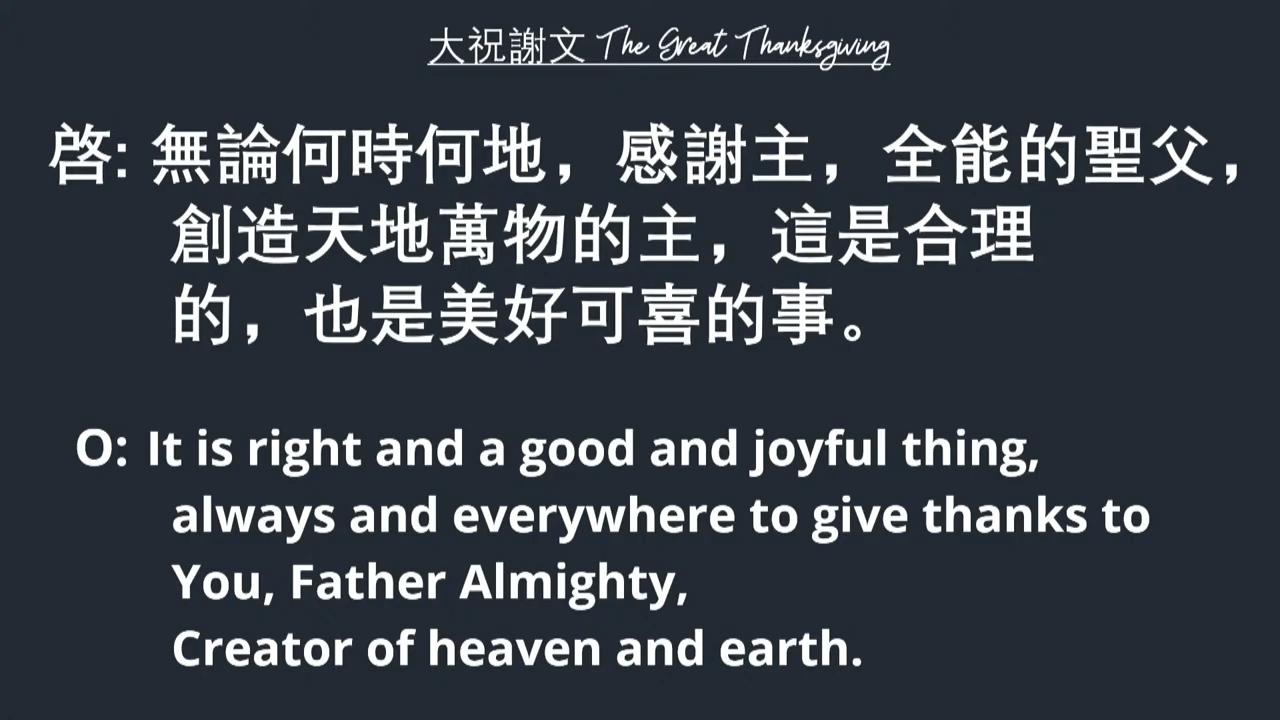 大祝謝文 The Great Thanksgiving
啓: 無論何時何地，感謝主，全能的聖父，
創造天地萬物的主，這是合理
的，也是美好可喜的事。
O: It is right and a good and joyful thing,
always and everywhere to give thanks to
You, Father Almighty,
Creator of heaven and earth.